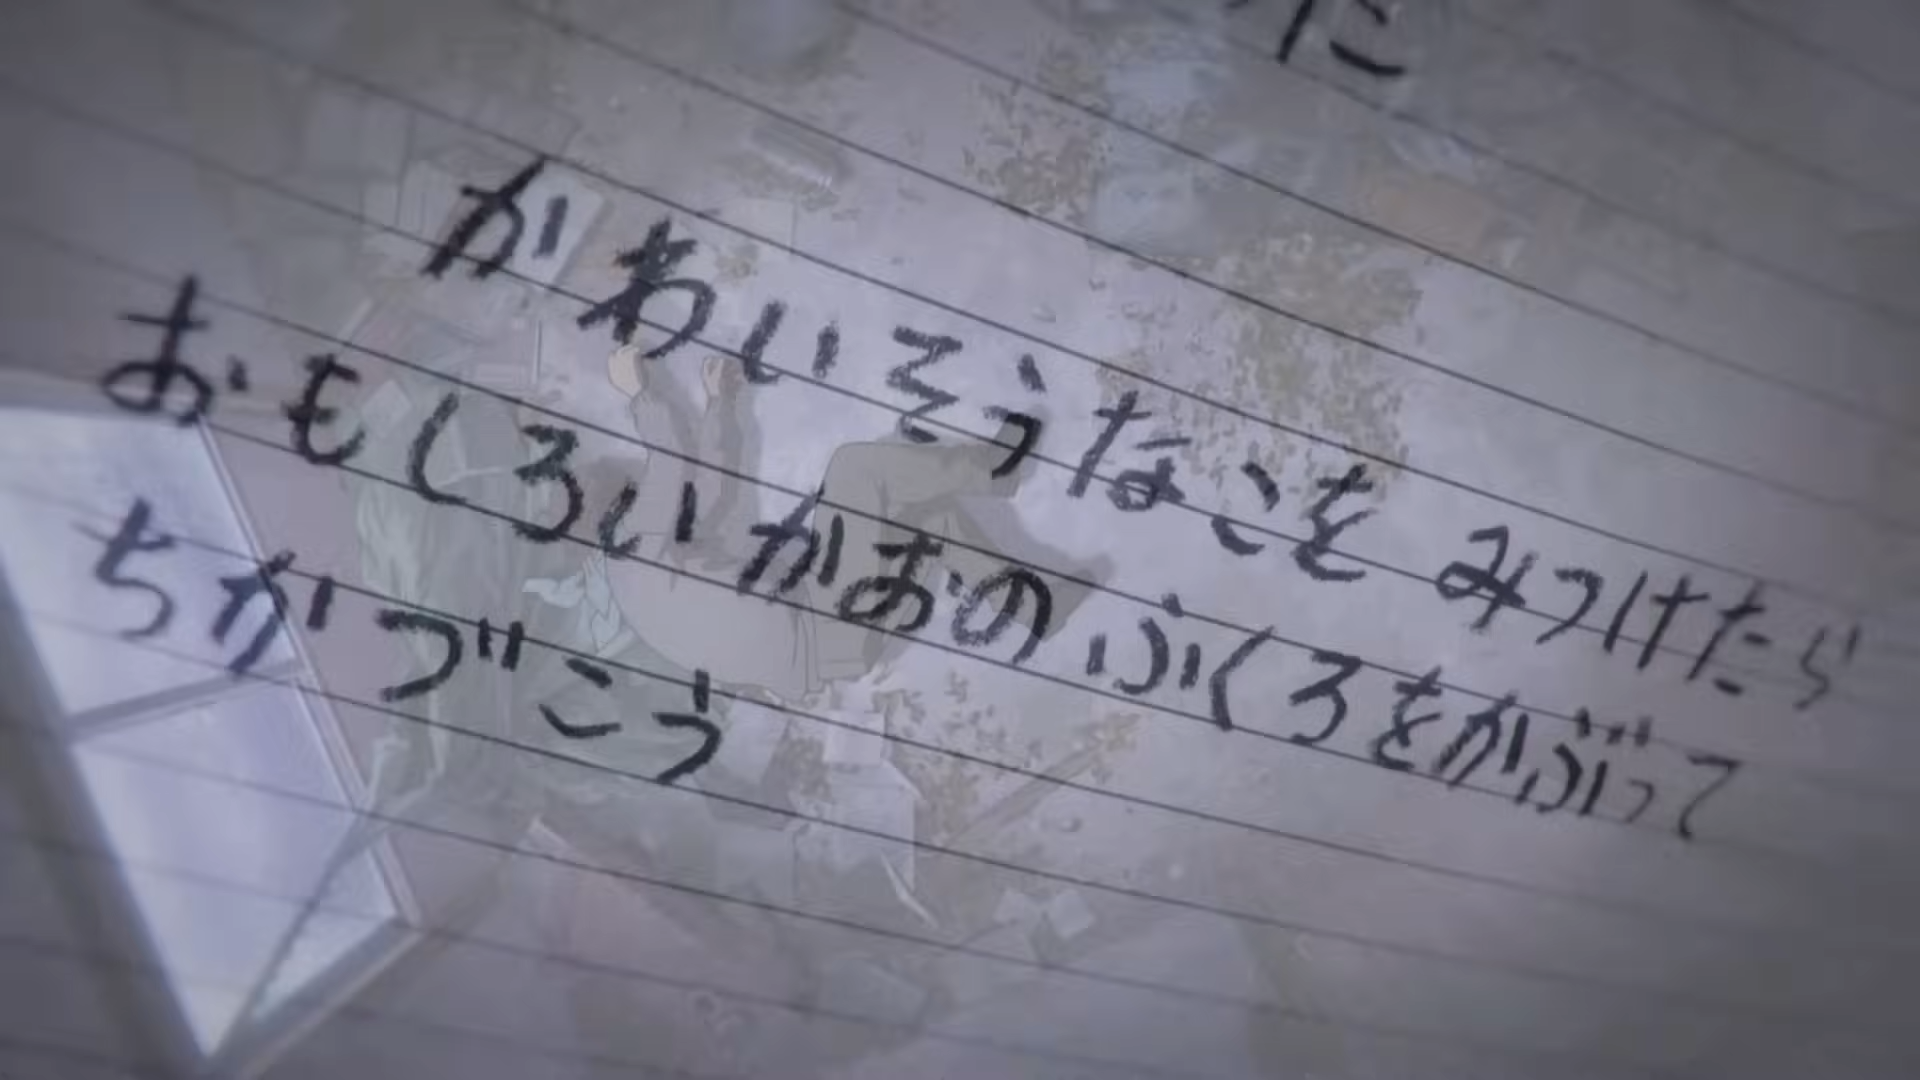 た
かわいそうなこを みつけたら
おもしろいかおの ふくろをかぶって
ちかづこう